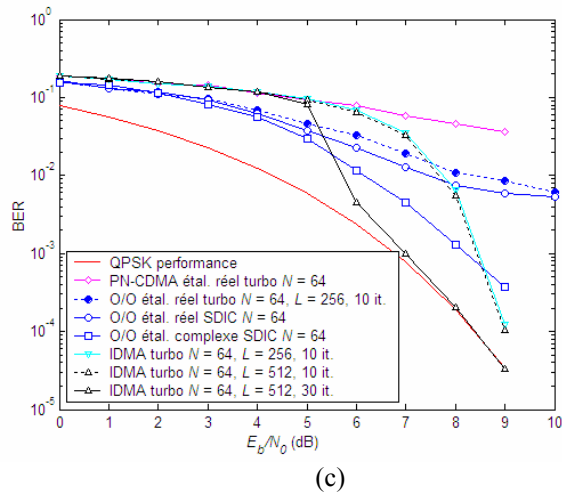 10^0
10^-1
10^-2
10^-3
10^-4
10^-5
BER
QPSK performance
PN-CDMA étal. réel turbo N = 64
O/O étal. réel turbo N = 64, L = 256, 10 it.
O/O étal. réel SDIC N = 64
O/O étal. complexe SDIC N = 64
IDMA turbo N = 64, L = 256, 10 it.
IDMA turbo N = 64, L = 512, 10 it.
IDMA turbo N = 64, L = 512, 30 it.
0 1 2 3 4 5 6 7 8 9 10
E_b/N_0 (dB)
(c)